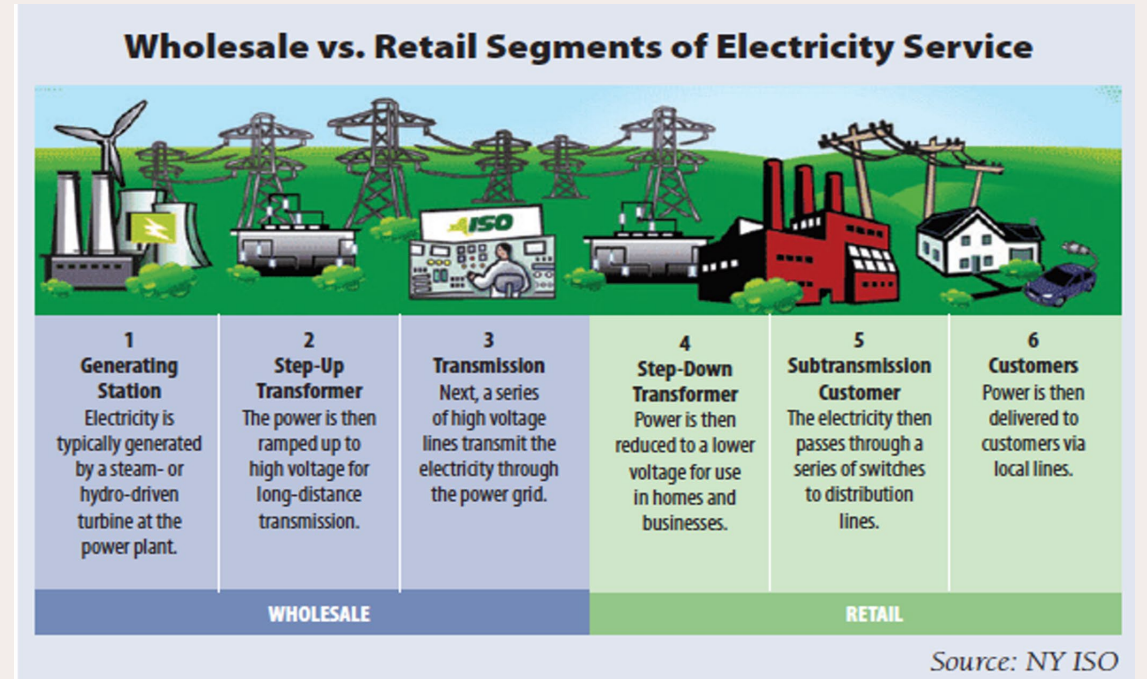 Wholesale vs. Retail Segments of Electricity Service
ISO
1
Generating
Station
Electricity is
typically generated
by a steam- or
hydro-driven
turbine at the
power plant.
2
Step-Up
Transformer
The power is then
ramped up to
high voltage for
long-distance
transmission.
3
Transmission
Next, a series
of high voltage
lines transmit the
electricity through
the power grid.
4
Step-Down
Transformer
Power is then
reduced to a lower
voltage for use
in homes and
businesses.
5
Subtransmission
Customer
The electricity then
passes through a
series of switches
to distribution
lines.
6
Customers
Power is then
delivered to
customers via
local lines.
WHOLESALE
RETAIL
Source: NY ISO